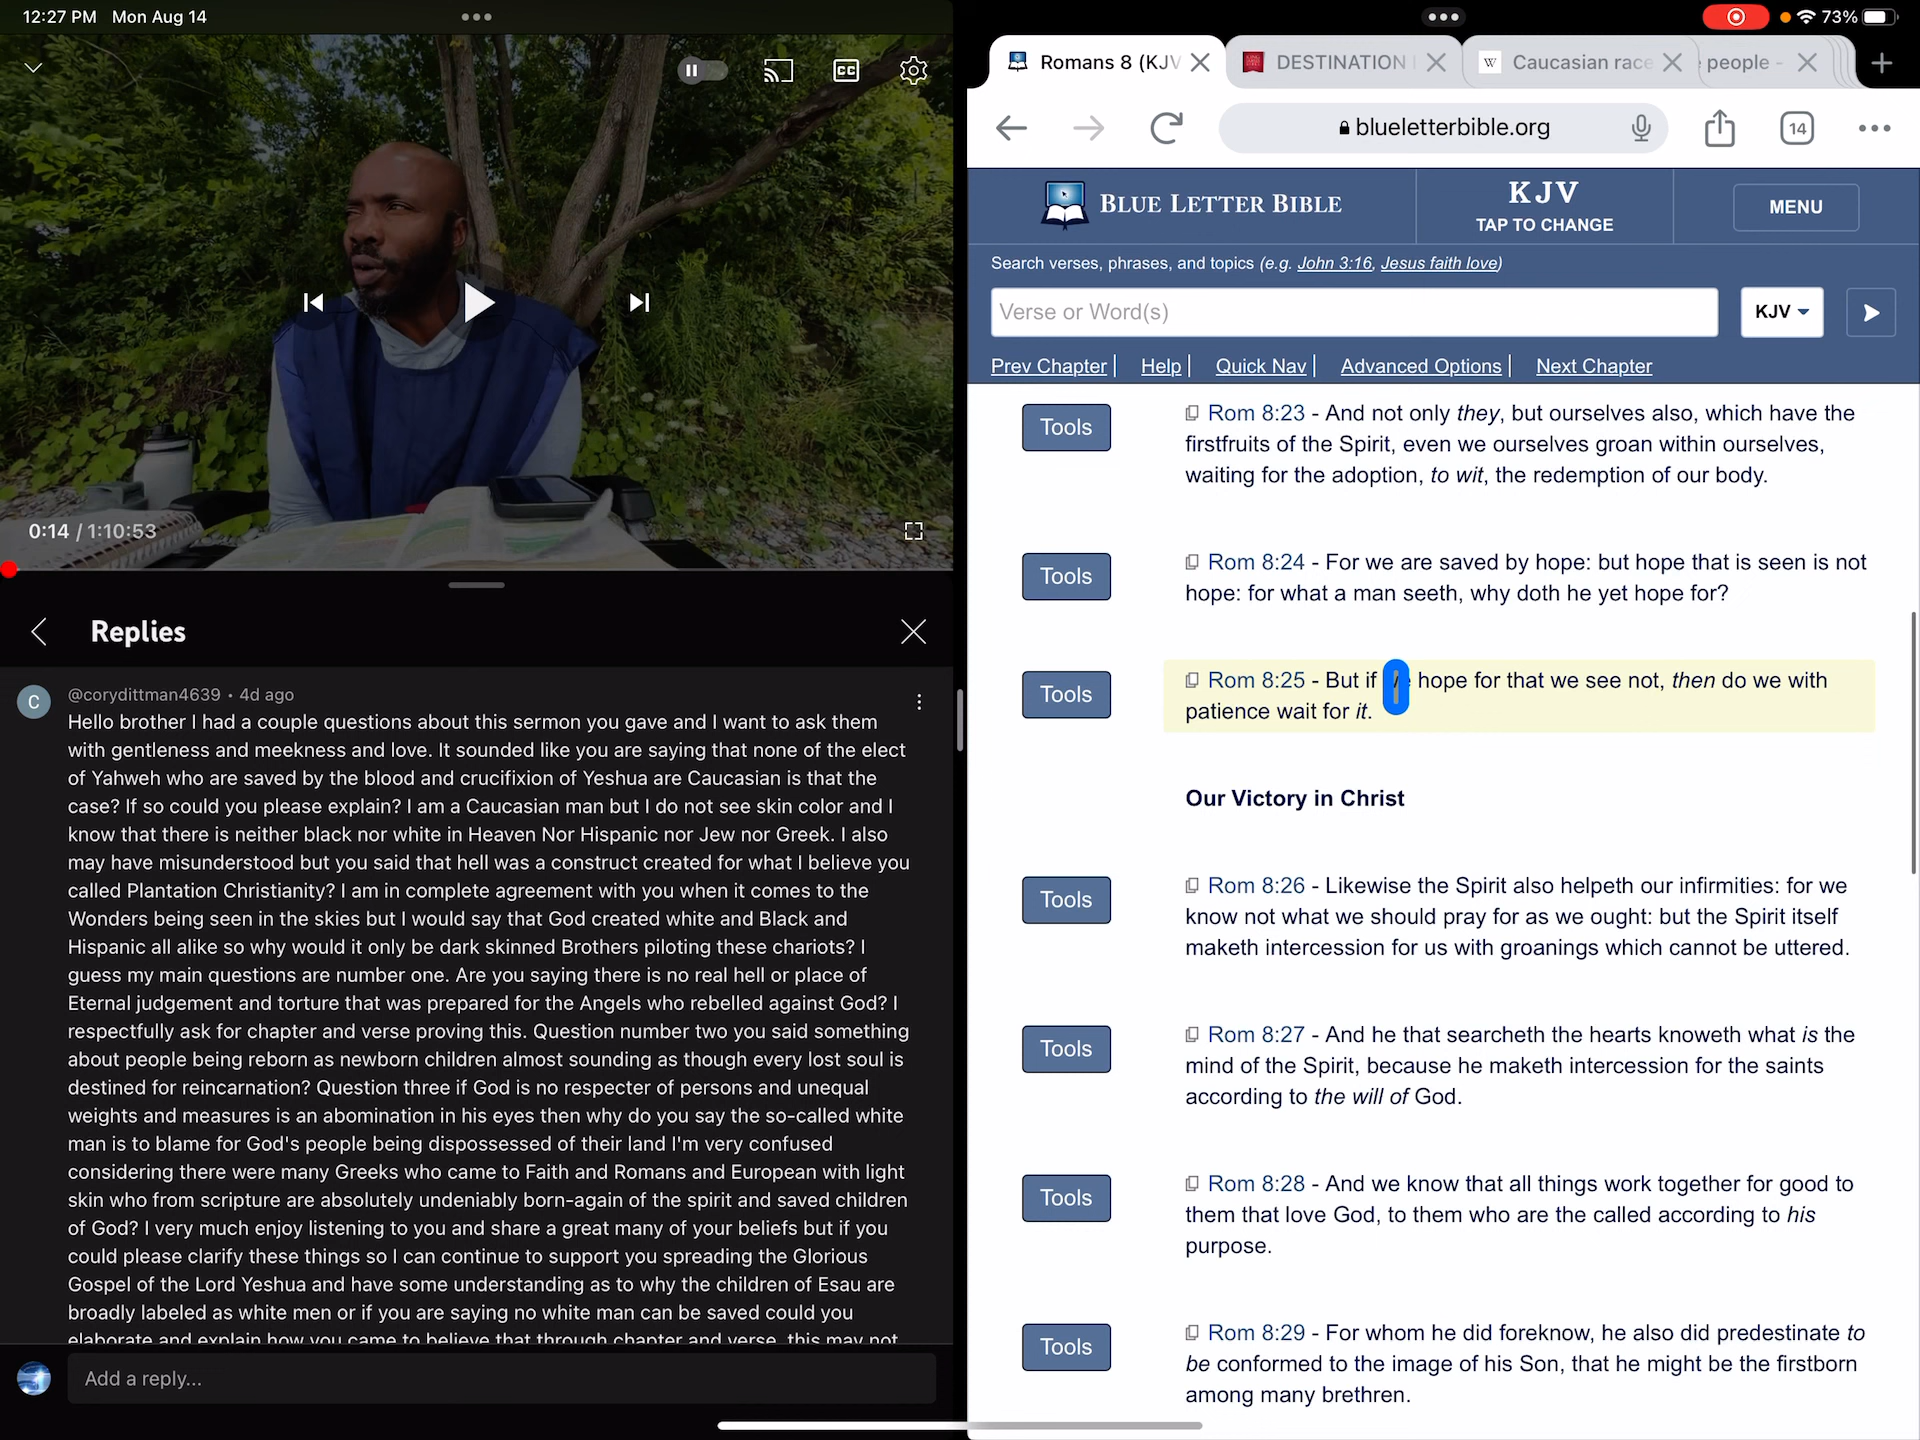 12:27 PM Mon Aug 14
73%
CC
0:14 / 1:10:53
Replies
@corydittman4639 • 4d ago
C
Hello brother I had a couple questions about this sermon you gave and I want to ask them
with gentleness and meekness and love. It sounded like you are saying that none of the elect
of Yahweh who are saved by the blood and crucifixion of Yeshua are Caucasian is that the
case? If so could you please explain? I am a Caucasian man but I do not see skin color and I
know that there is neither black nor white in Heaven Nor Hispanic nor Jew nor Greek. I also
may have misunderstood but you said that hell was a construct created for what I believe you
called Plantation Christianity? I am in complete agreement with you when it comes to the
Wonders being seen in the skies but I would say that God created white and Black and
Hispanic all alike so why would it only be dark skinned Brothers piloting these chariots? I
guess my main questions are number one. Are you saying there is no real hell or place of
Eternal judgement and torture that was prepared for the Angels who rebelled against God? I
respectfully ask for chapter and verse proving this. Question number two you said something
about people being reborn as newborn children almost sounding as though every lost soul is
destined for reincarnation? Question three if God is no respecter of persons and unequal
weights and measures is an abomination in his eyes then why do you say the so-called white
man is to blame for God's people being dispossessed of their land I'm very confused
considering there were many Greeks who came to Faith and Romans and European with light
skin who from scripture are absolutely undeniably born-again of the spirit and saved children
of God? I very much enjoy listening to you and share a great many of your beliefs but if you
could please clarify these things so I can continue to support you spreading the Glorious
Gospel of the Lord Yeshua and have some understanding as to why the children of Esau are
broadly labeled as white men or if you are saying no white man can be saved could you
elaborate and explain how you came to believe that through chapter and verse, this may not
Add a reply...
Romans 8 (KJV
DESTINATION
W Caucasian race
people -
blueletterbible.org
14
BLUE LETTER BIBLE
KJV
TAP TO CHANGE
MENU
Search verses, phrases, and topics (e.g. John 3:16, Jesus faith love)
Verse or Word(s)
KJV
Prev Chapter | Help | Quick Nav | Advanced Options | Next Chapter
Tools
Rom 8:23 - And not only they, but ourselves also, which have the
firstfruits of the Spirit, even we ourselves groan within ourselves,
waiting for the adoption, to wit, the redemption of our body.
Tools
Rom 8:24 - For we are saved by hope: but hope that is seen is not
hope: for what a man seeth, why doth he yet hope for?
Tools
Rom 8:25 - But if hope for that we see not, then do we with
patience wait for it.
Our Victory in Christ
Tools
Rom 8:26 - Likewise the Spirit also helpeth our infirmities: for we
know not what we should pray for as we ought: but the Spirit itself
maketh intercession for us with groanings which cannot be uttered.
Tools
Rom 8:27 - And he that searcheth the hearts knoweth what is the
mind of the Spirit, because he maketh intercession for the saints
according to the will of God.
Tools
Rom 8:28 - And we know that all things work together for good to
them that love God, to them who are the called according to his
purpose.
Tools
Rom 8:29 - For whom he did foreknow, he also did predestinate to
be conformed to the image of his Son, that he might be the firstborn
among many brethren.